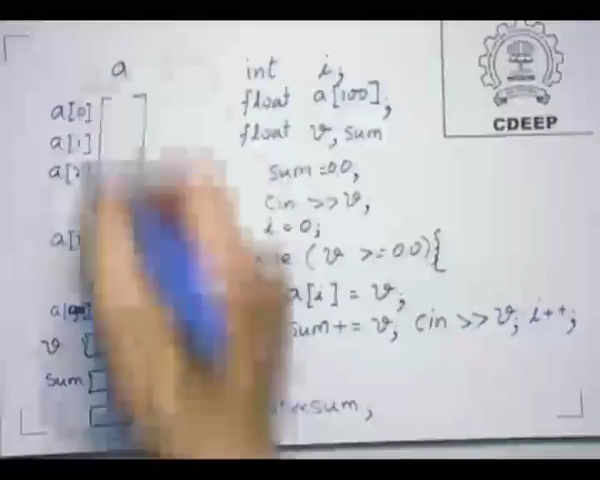 a
int i;
float a[100];
float v, sum
sum = 0.0,
cin >> v,
i = 0;
(v >= 0.0){
a[i] = v;
sum += v; cin >> v; i++;
sum,
a[0]
a[1]
v
sum
CDEEP